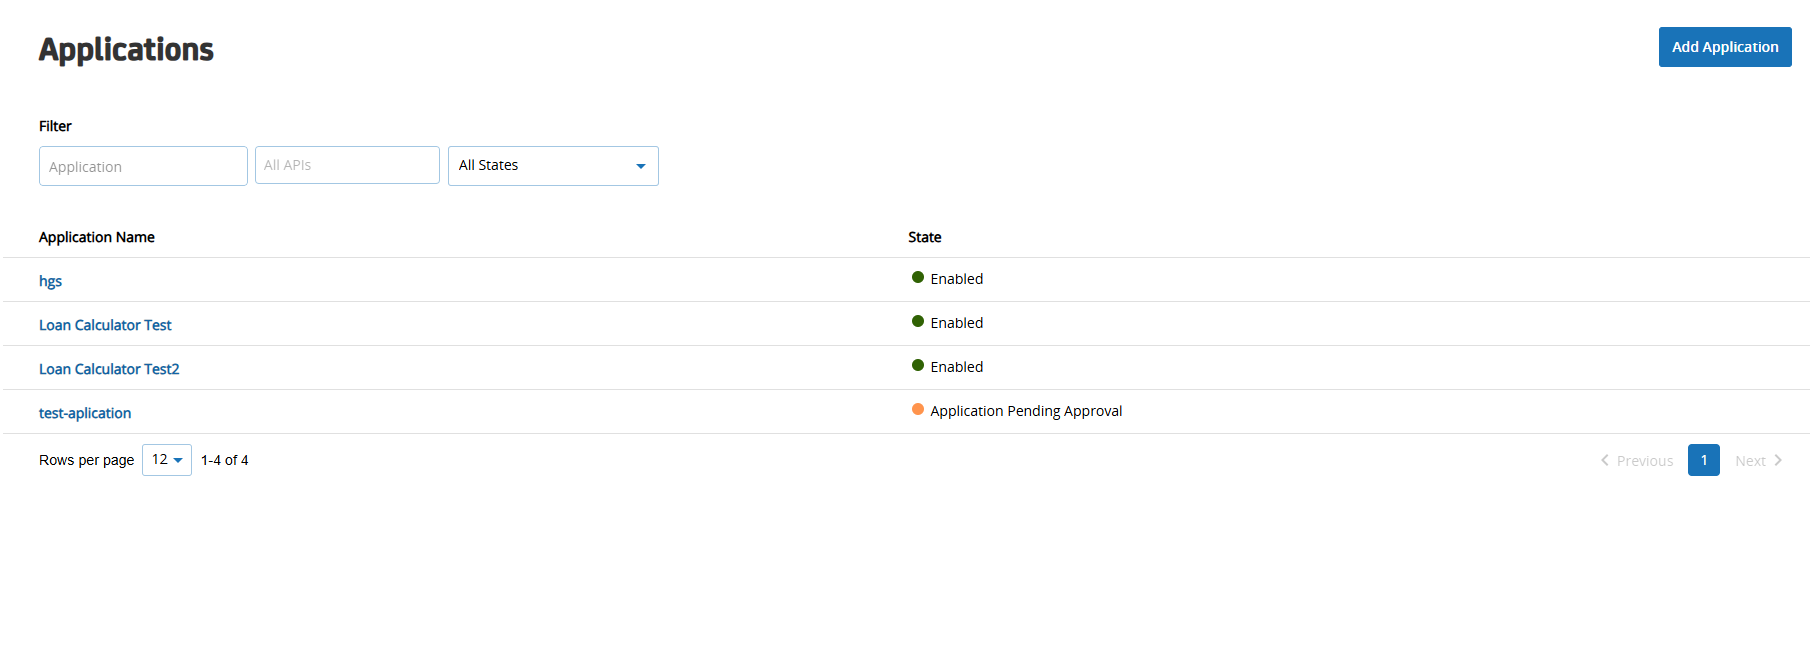 Applications
Add Application
Filter
Application All APIs All States
Application Name State
hgs Enabled
Loan Calculator Test Enabled
Loan Calculator Test2 Enabled
test-aplication Application Pending Approval
Rows per page 12 1-4 of 4 Previous 1 Next